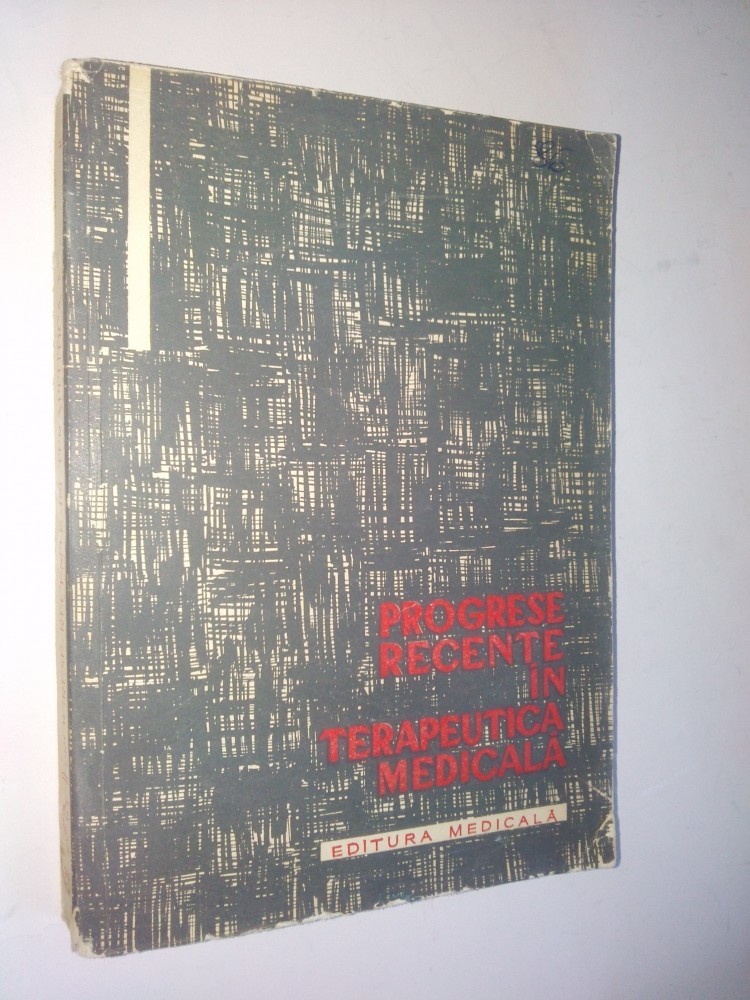 PROGRESE
RECENTE
ÎN
TERAPEUTICA
MEDICALĂ
EDITURA MEDICALĂ